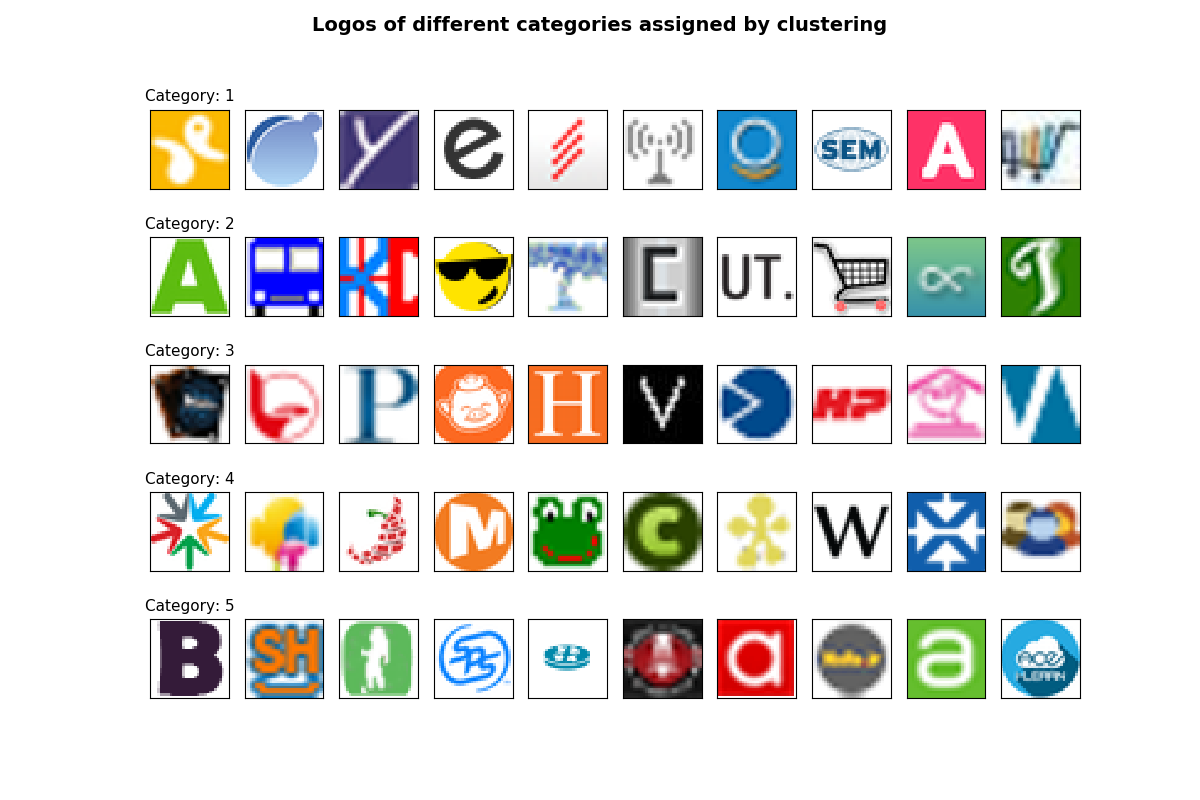 Logos of different categories assigned by clustering
Category: 1
e
SEM
A
Category: 2
A
C
UT.
Category: 3
P
H
V
HP
Category: 4
M
C
W
Category: 5
B
SH
a
a
ACE